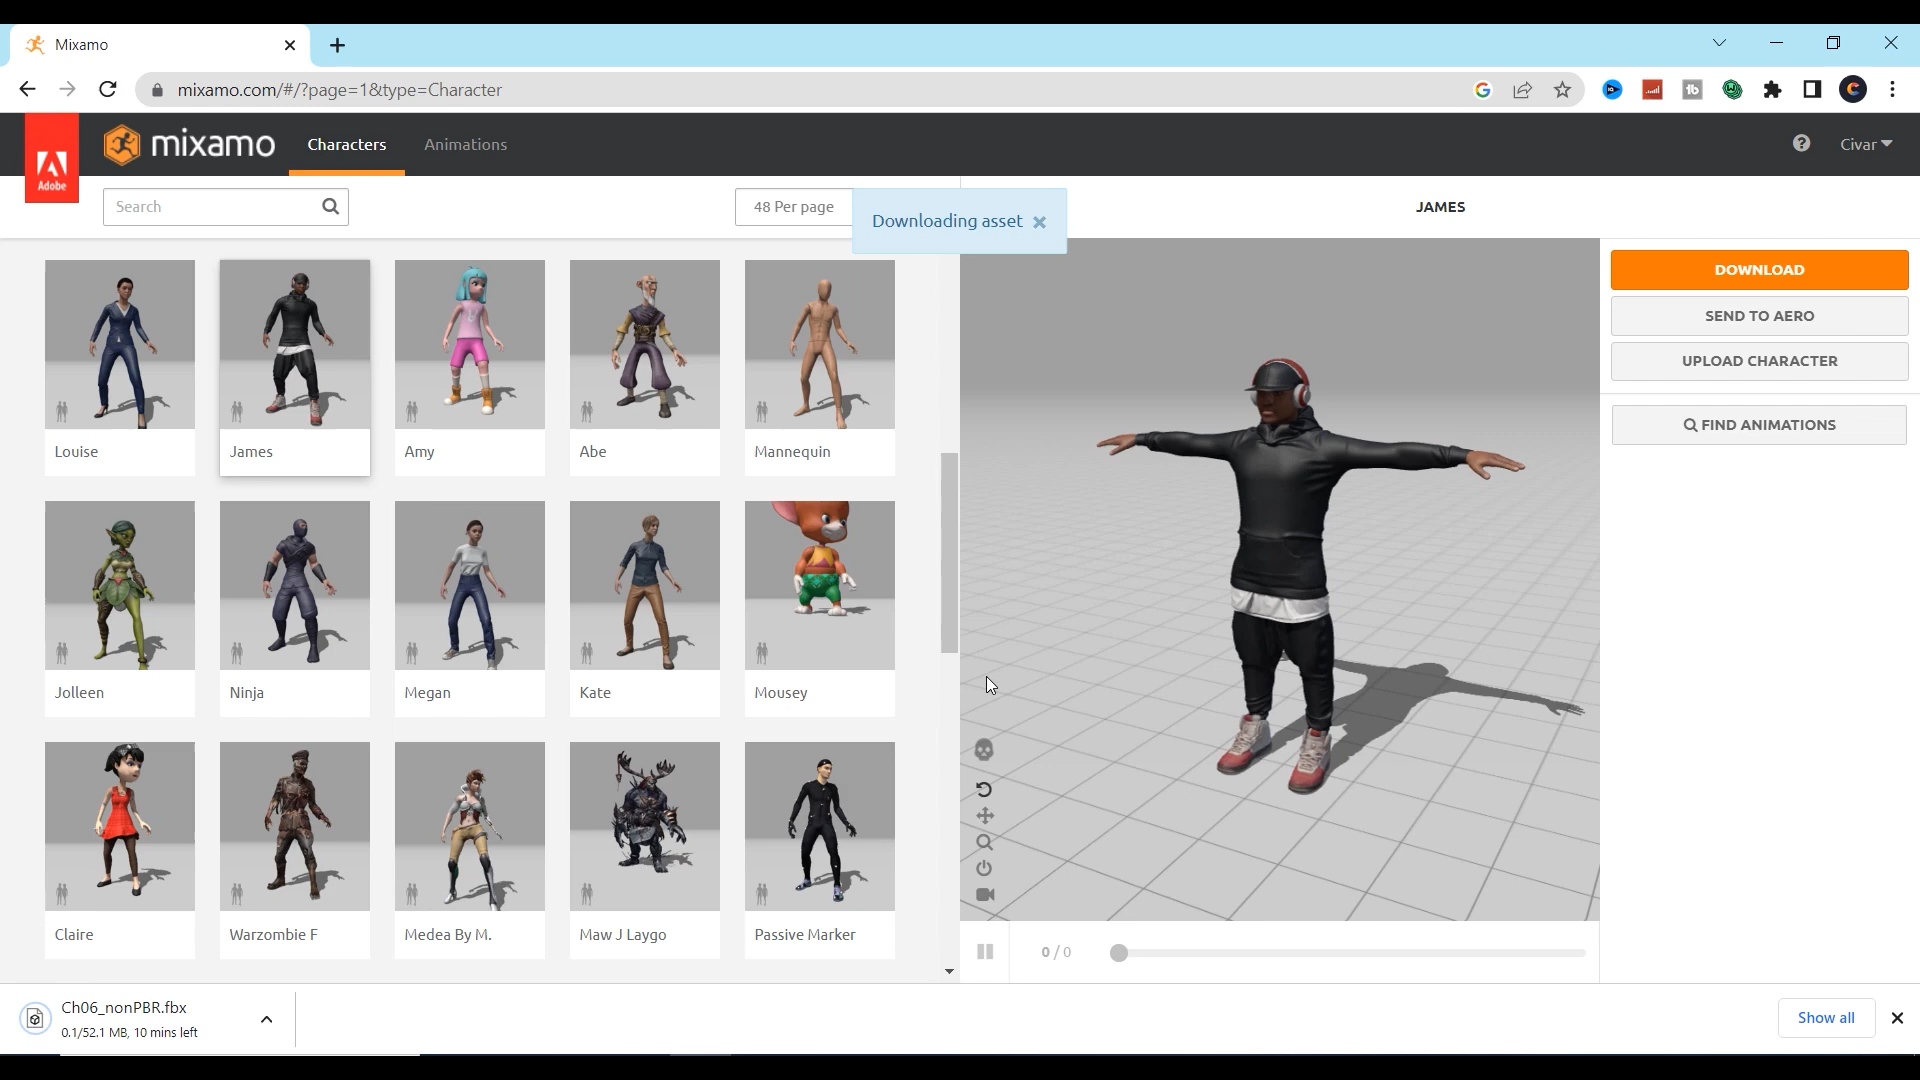 Mixamo
mixamo.com/#/?page=1&type=Character
Adobe
mixamo
Characters
Animations
Civar
Search
48 Per page
Downloading asset
JAMES
DOWNLOAD
SEND TO AERO
UPLOAD CHARACTER
FIND ANIMATIONS
Louise
James
Amy
Abe
Mannequin
Jolleen
Ninja
Megan
Kate
Mousey
Claire
Warzombie F
Medea By M.
Maw J Laygo
Passive Marker
0 / 0
Ch06_nonPBR.fbx
0.1/52.1 MB, 10 mins left
Show all